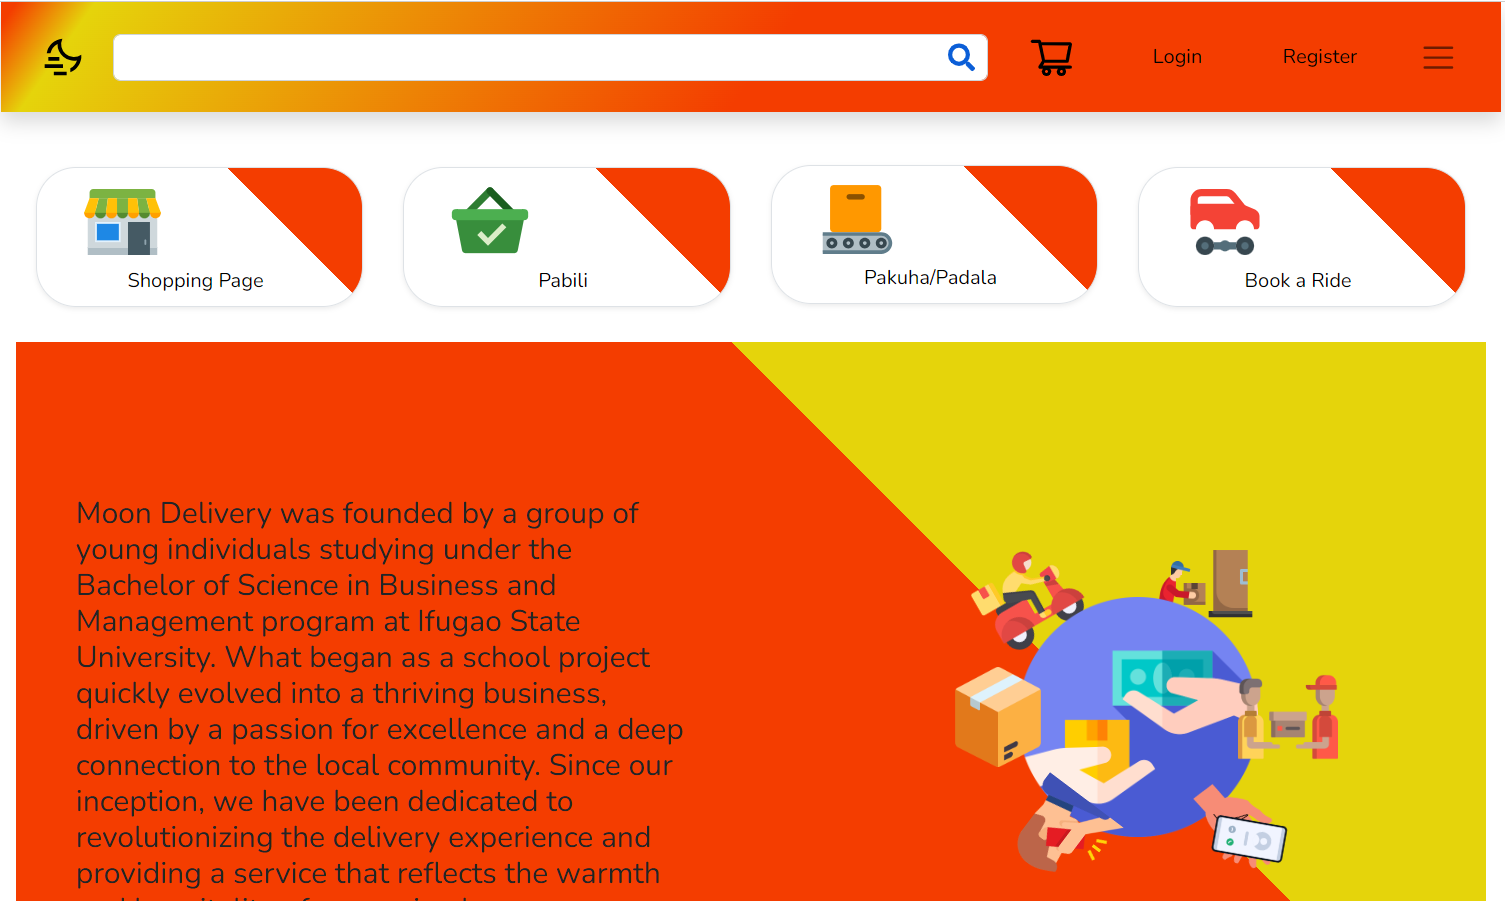 Login
Register
Shopping Page
Pabili
Pakuha/Padala
Book a Ride
Moon Delivery was founded by a group of
young individuals studying under the
Bachelor of Science in Business and
Management program at Ifugao State
University. What began as a school project
quickly evolved into a thriving business,
driven by a passion for excellence and a deep
connection to the local community. Since our
inception, we have been dedicated to
revolutionizing the delivery experience and
providing a service that reflects the warmth